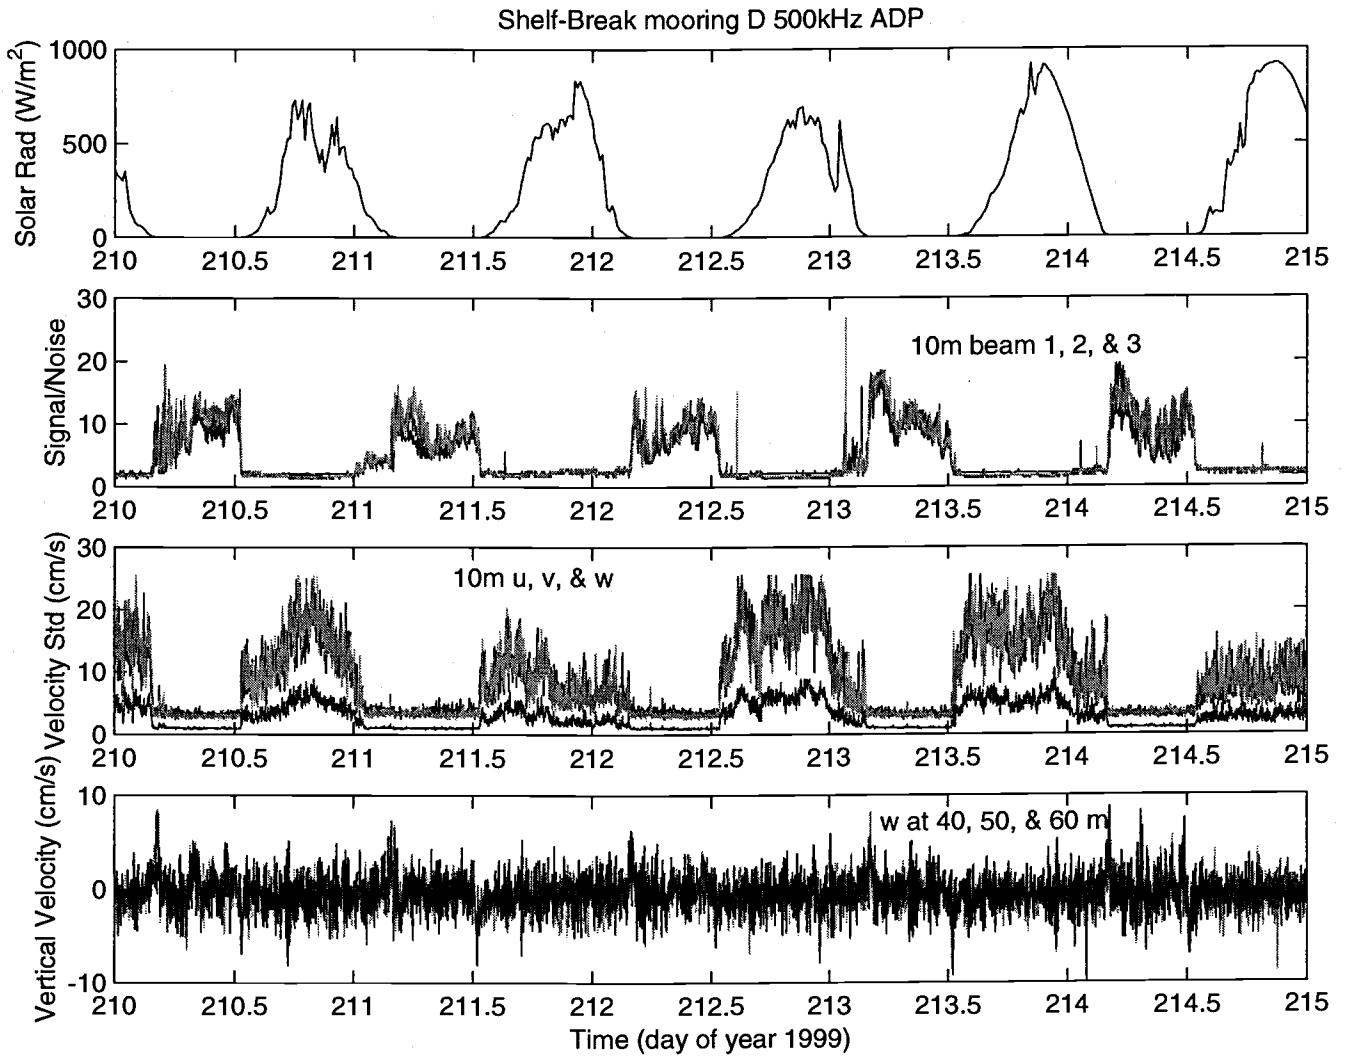 Shelf-Break mooring D 500kHz ADP
Solar Rad (W/m²)
1000
500
0
210 210.5 211 211.5 212 212.5 213 213.5 214 214.5 215
Signal/Noise
30
20
10
0
10m beam 1, 2, & 3
210 210.5 211 211.5 212 212.5 213 213.5 214 214.5 215
Velocity Std (cm/s)
30
20
10
0
10m u, v, & w
210 210.5 211 211.5 212 212.5 213 213.5 214 214.5 215
Vertical Velocity (cm/s)
10
0
-10
w at 40, 50, & 60 m
210 210.5 211 211.5 212 212.5 213 213.5 214 214.5 215
Time (day of year 1999)